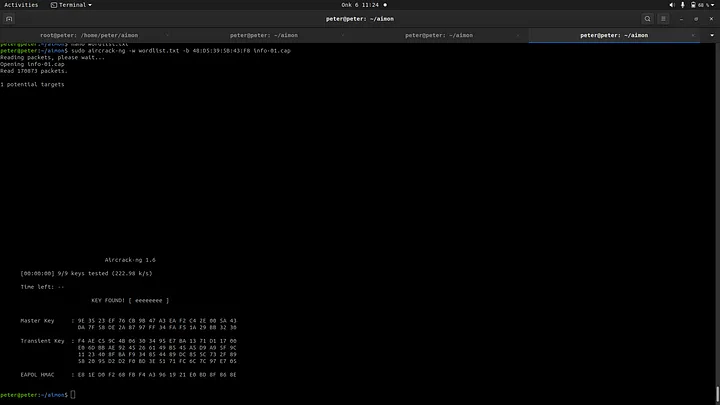 Activities Terminal Onk 6 11:24 68 %
peter@peter: ~/aimon
root@peter: /home/peter/aimon peter@peter: ~/aimon peter@peter: ~/aimon peter@peter: ~/aimon
peter@peter:~/aimon$ nano wordlist.txt
peter@peter:~/aimon$ sudo aircrack-ng -w wordlist.txt -b 48:D5:39:5B:43:F8 info-01.cap
Reading packets, please wait...
Opening info-01.cap
Read 170873 packets.
1 potential targets
Aircrack-ng 1.6
[00:00:00] 9/9 keys tested (222.98 k/s)
Time left: --
KEY FOUND! [ eeeeeeee ]
Master Key : 9E 35 23 EF 76 CB 9B 47 A3 EA F2 C4 2E 00 5A 43
DA 7F 58 DE 2A 87 97 FF 34 FA F5 1A 29 BB 32 30
Transient Key : F4 AE C5 9C 4B 06 30 34 95 E7 BA 13 71 D1 17 00
E0 6D BB AE 92 45 26 61 49 B5 45 A5 D9 A9 5F 9C
11 23 40 8F BA F9 34 85 44 89 DC 85 5C 73 2F 89
58 20 95 D2 D2 F0 BD 3E 51 71 FC 6C 7C 97 E7 05
EAPOL HMAC : E8 1E D0 F2 68 FB F4 A3 96 19 21 E0 BD 8F B6 8E
peter@peter:~/aimon$